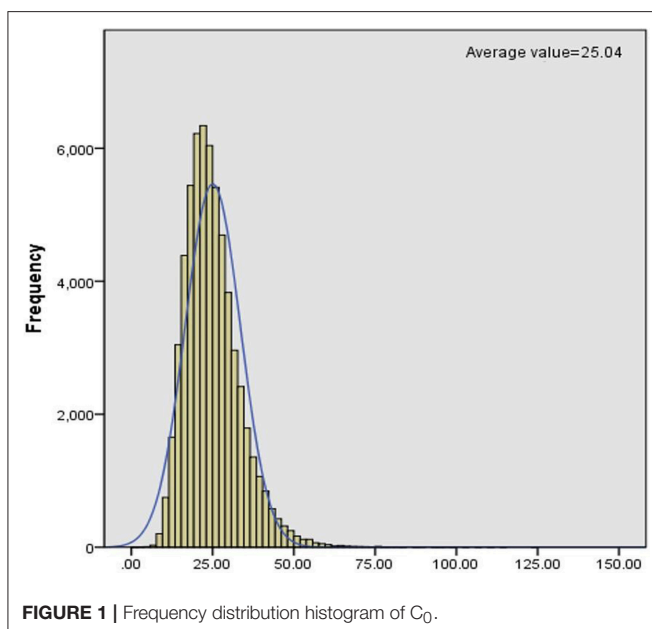 Average value=25.04
6,000
4,000
2,000
0
Frequency
.00 25.00 50.00 75.00 100.00 125.00 150.00
FIGURE 1 | Frequency distribution histogram of C₀.